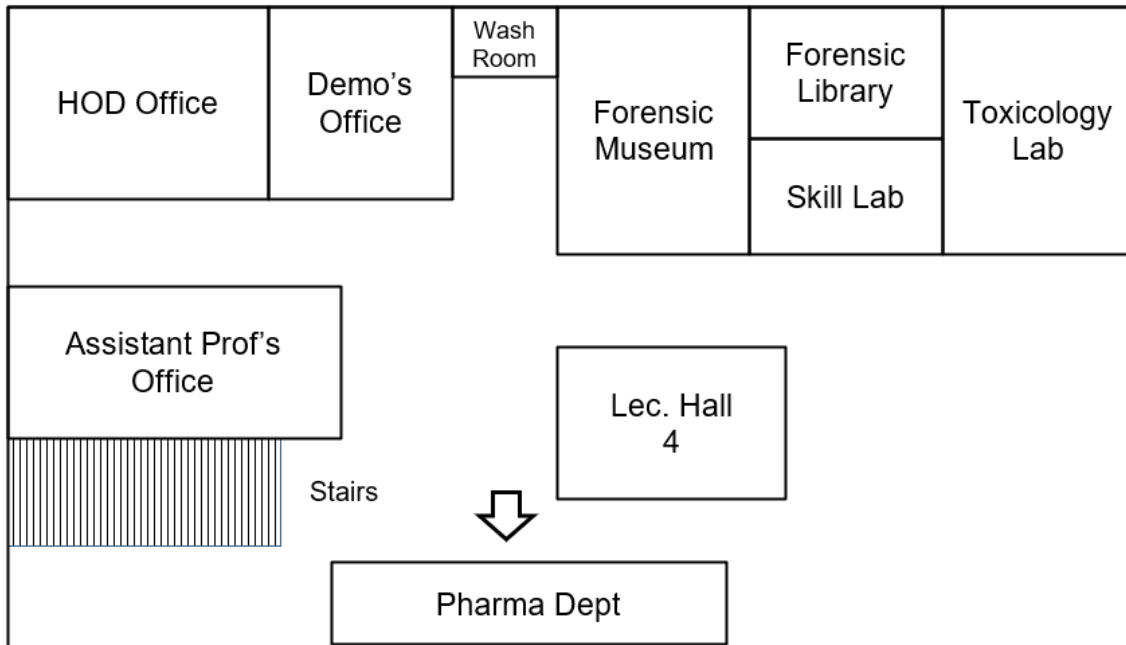 HOD Office
Demo's
Office
Wash
Room
Forensic
Museum
Forensic
Library
Skill Lab
Toxicology
Lab
Assistant Prof's
Office
Lec. Hall
4
Stairs
Pharma Dept